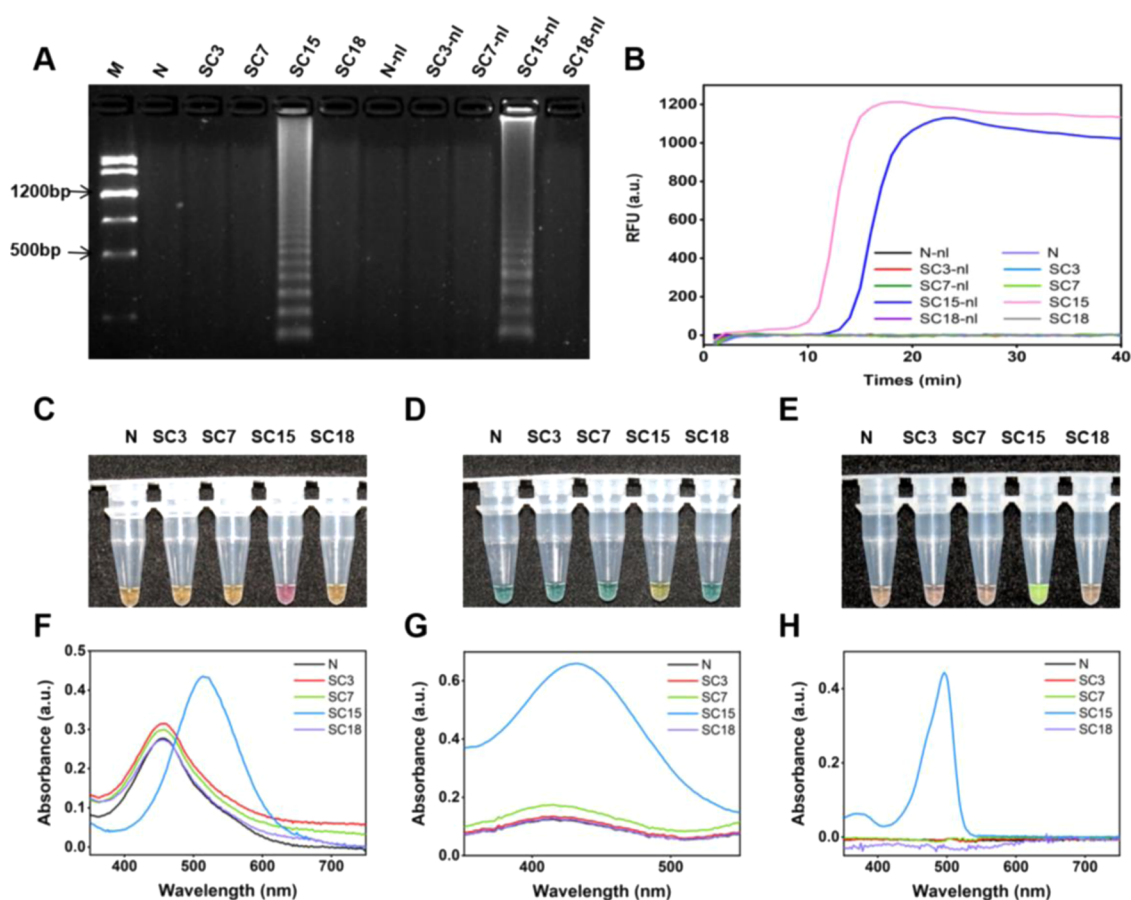 A
M N SC3 SC7 SC15 SC18 N-nl SC3-nl SC7-nl SC15-nl SC18-nl
1200bp
500bp
B
1200
1000
800
600
400
200
0
RFU (a.u.)
N-nl N
SC3-nl SC3
SC7-nl SC7
SC15-nl SC15
SC18-nl SC18
0 10 20 30 40
Times (min)
C
N SC3 SC7 SC15 SC18
D
N SC3 SC7 SC15 SC18
E
N SC3 SC7 SC15 SC18
F
0.5
0.4
0.3
0.2
0.1
0.0
Absorbance (a.u.)
N
SC3
SC7
SC15
SC18
400 500 600 700
Wavelength (nm)
G
0.6
0.4
0.2
0.0
Absorbance (a.u.)
N
SC3
SC7
SC15
SC18
400 500
Wavelength (nm)
H
0.4
0.2
0.0
Absorbance (a.u.)
N
SC3
SC7
SC15
SC18
400 500 600 700
Wavelength (nm)